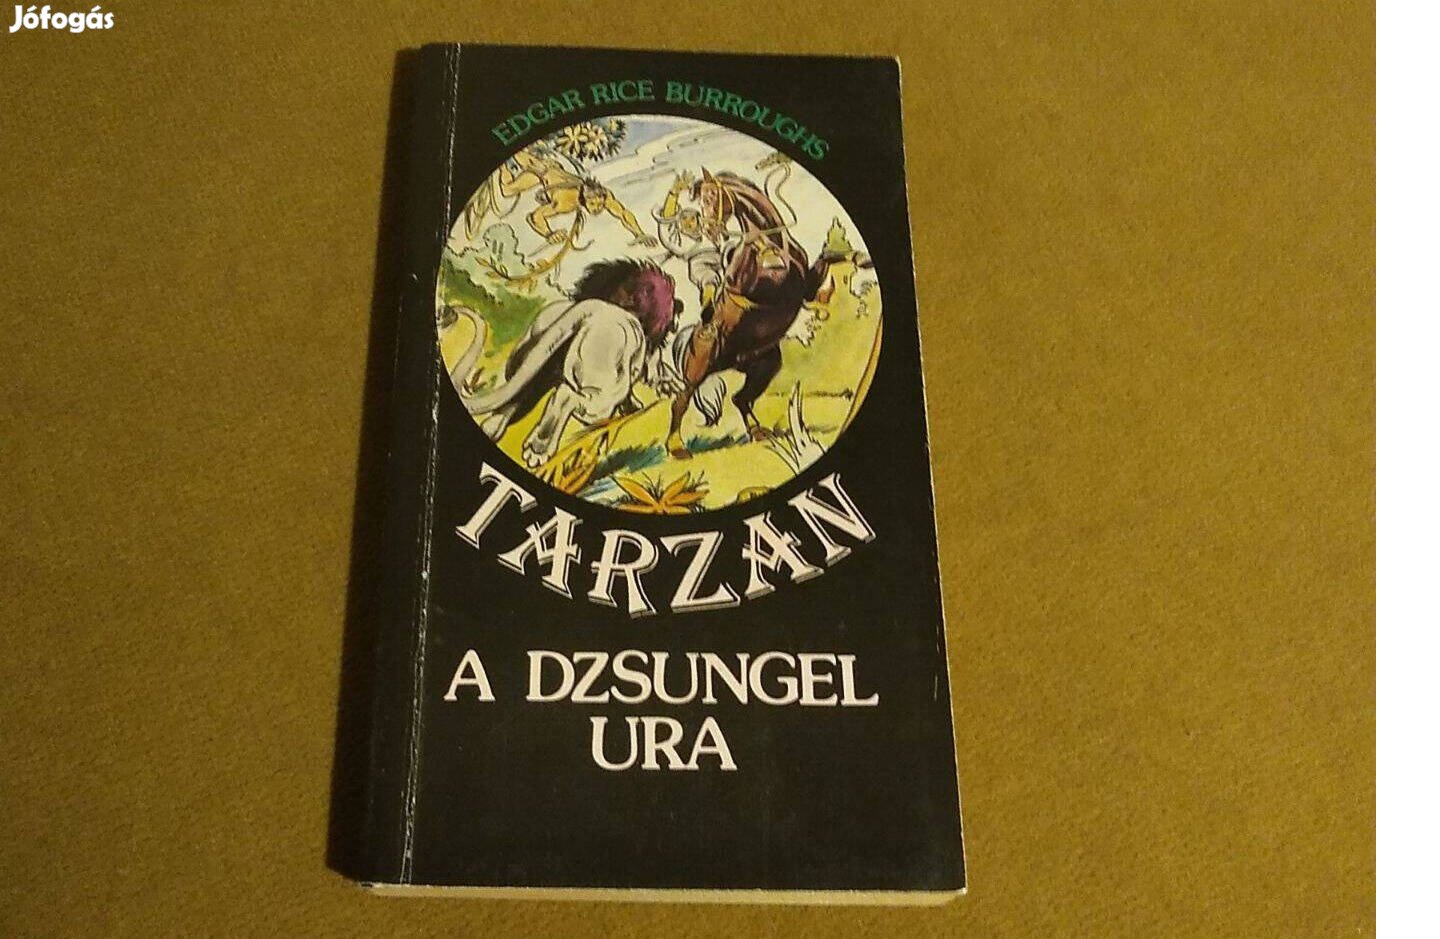 Jófogás
EDGAR RICE BURROUGHS
TARZAN
A DZSUNGEL
URA